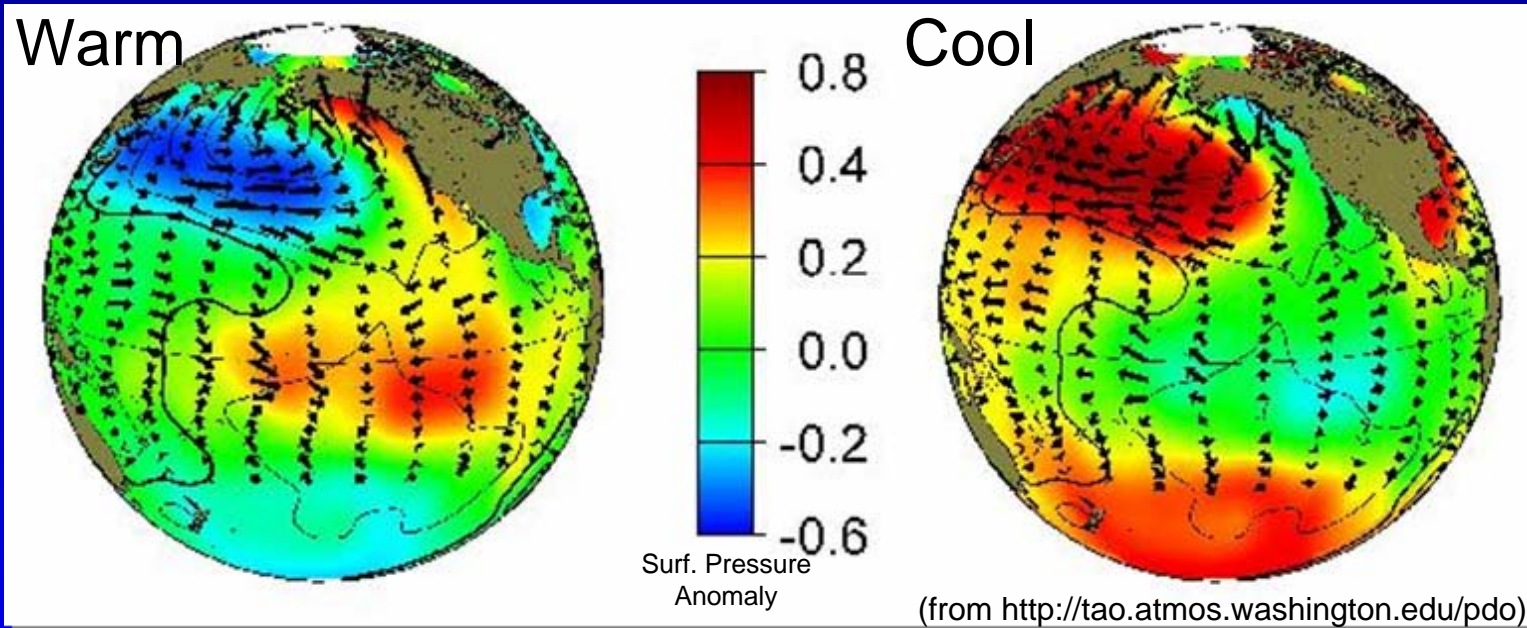 Warm
Cool
0.8
0.4
0.2
0.0
-0.2
-0.6
Surf. Pressure
Anomaly
(from http://tao.atmos.washington.edu/pdo)